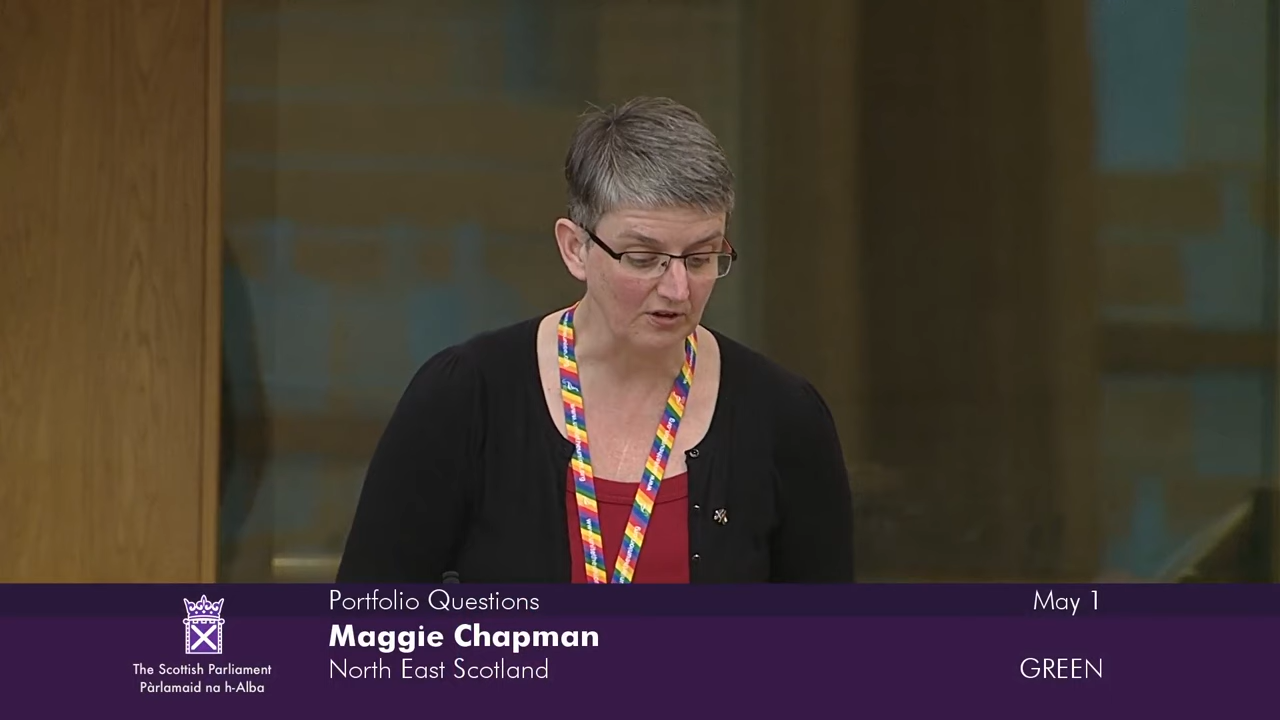 Portfolio Questions
May 1
Maggie Chapman
North East Scotland
GREEN
The Scottish Parliament
Pàrlamaid na h-Alba